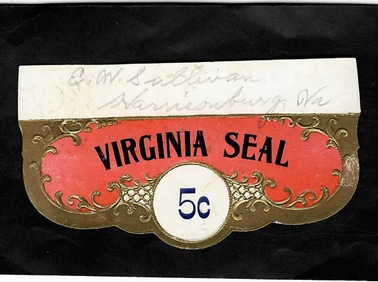 C. W. Sullivan
Harrisonburg, Va
VIRGINIA SEAL
5c